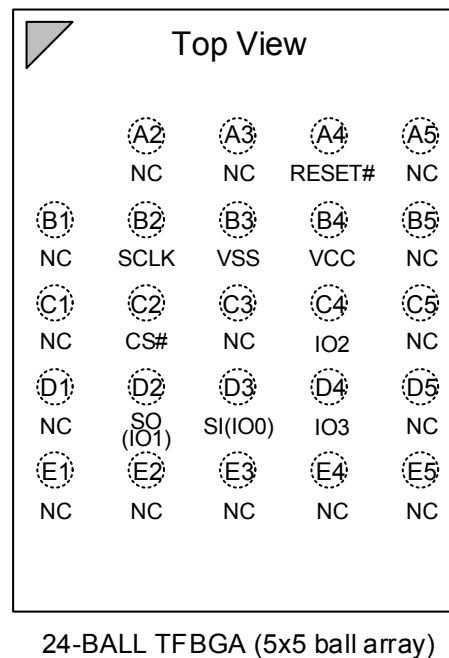 Top View
A2 A3 A4 A5
NC NC RESET# NC
B1 B2 B3 B4 B5
NC SCLK VSS VCC NC
C1 C2 C3 C4 C5
NC CS# NC IO2 NC
D1 D2 D3 D4 D5
NC SO (IO1) SI(IO0) IO3 NC
E1 E2 E3 E4 E5
NC NC NC NC NC
24-BALL TFBGA (5x5 ball array)